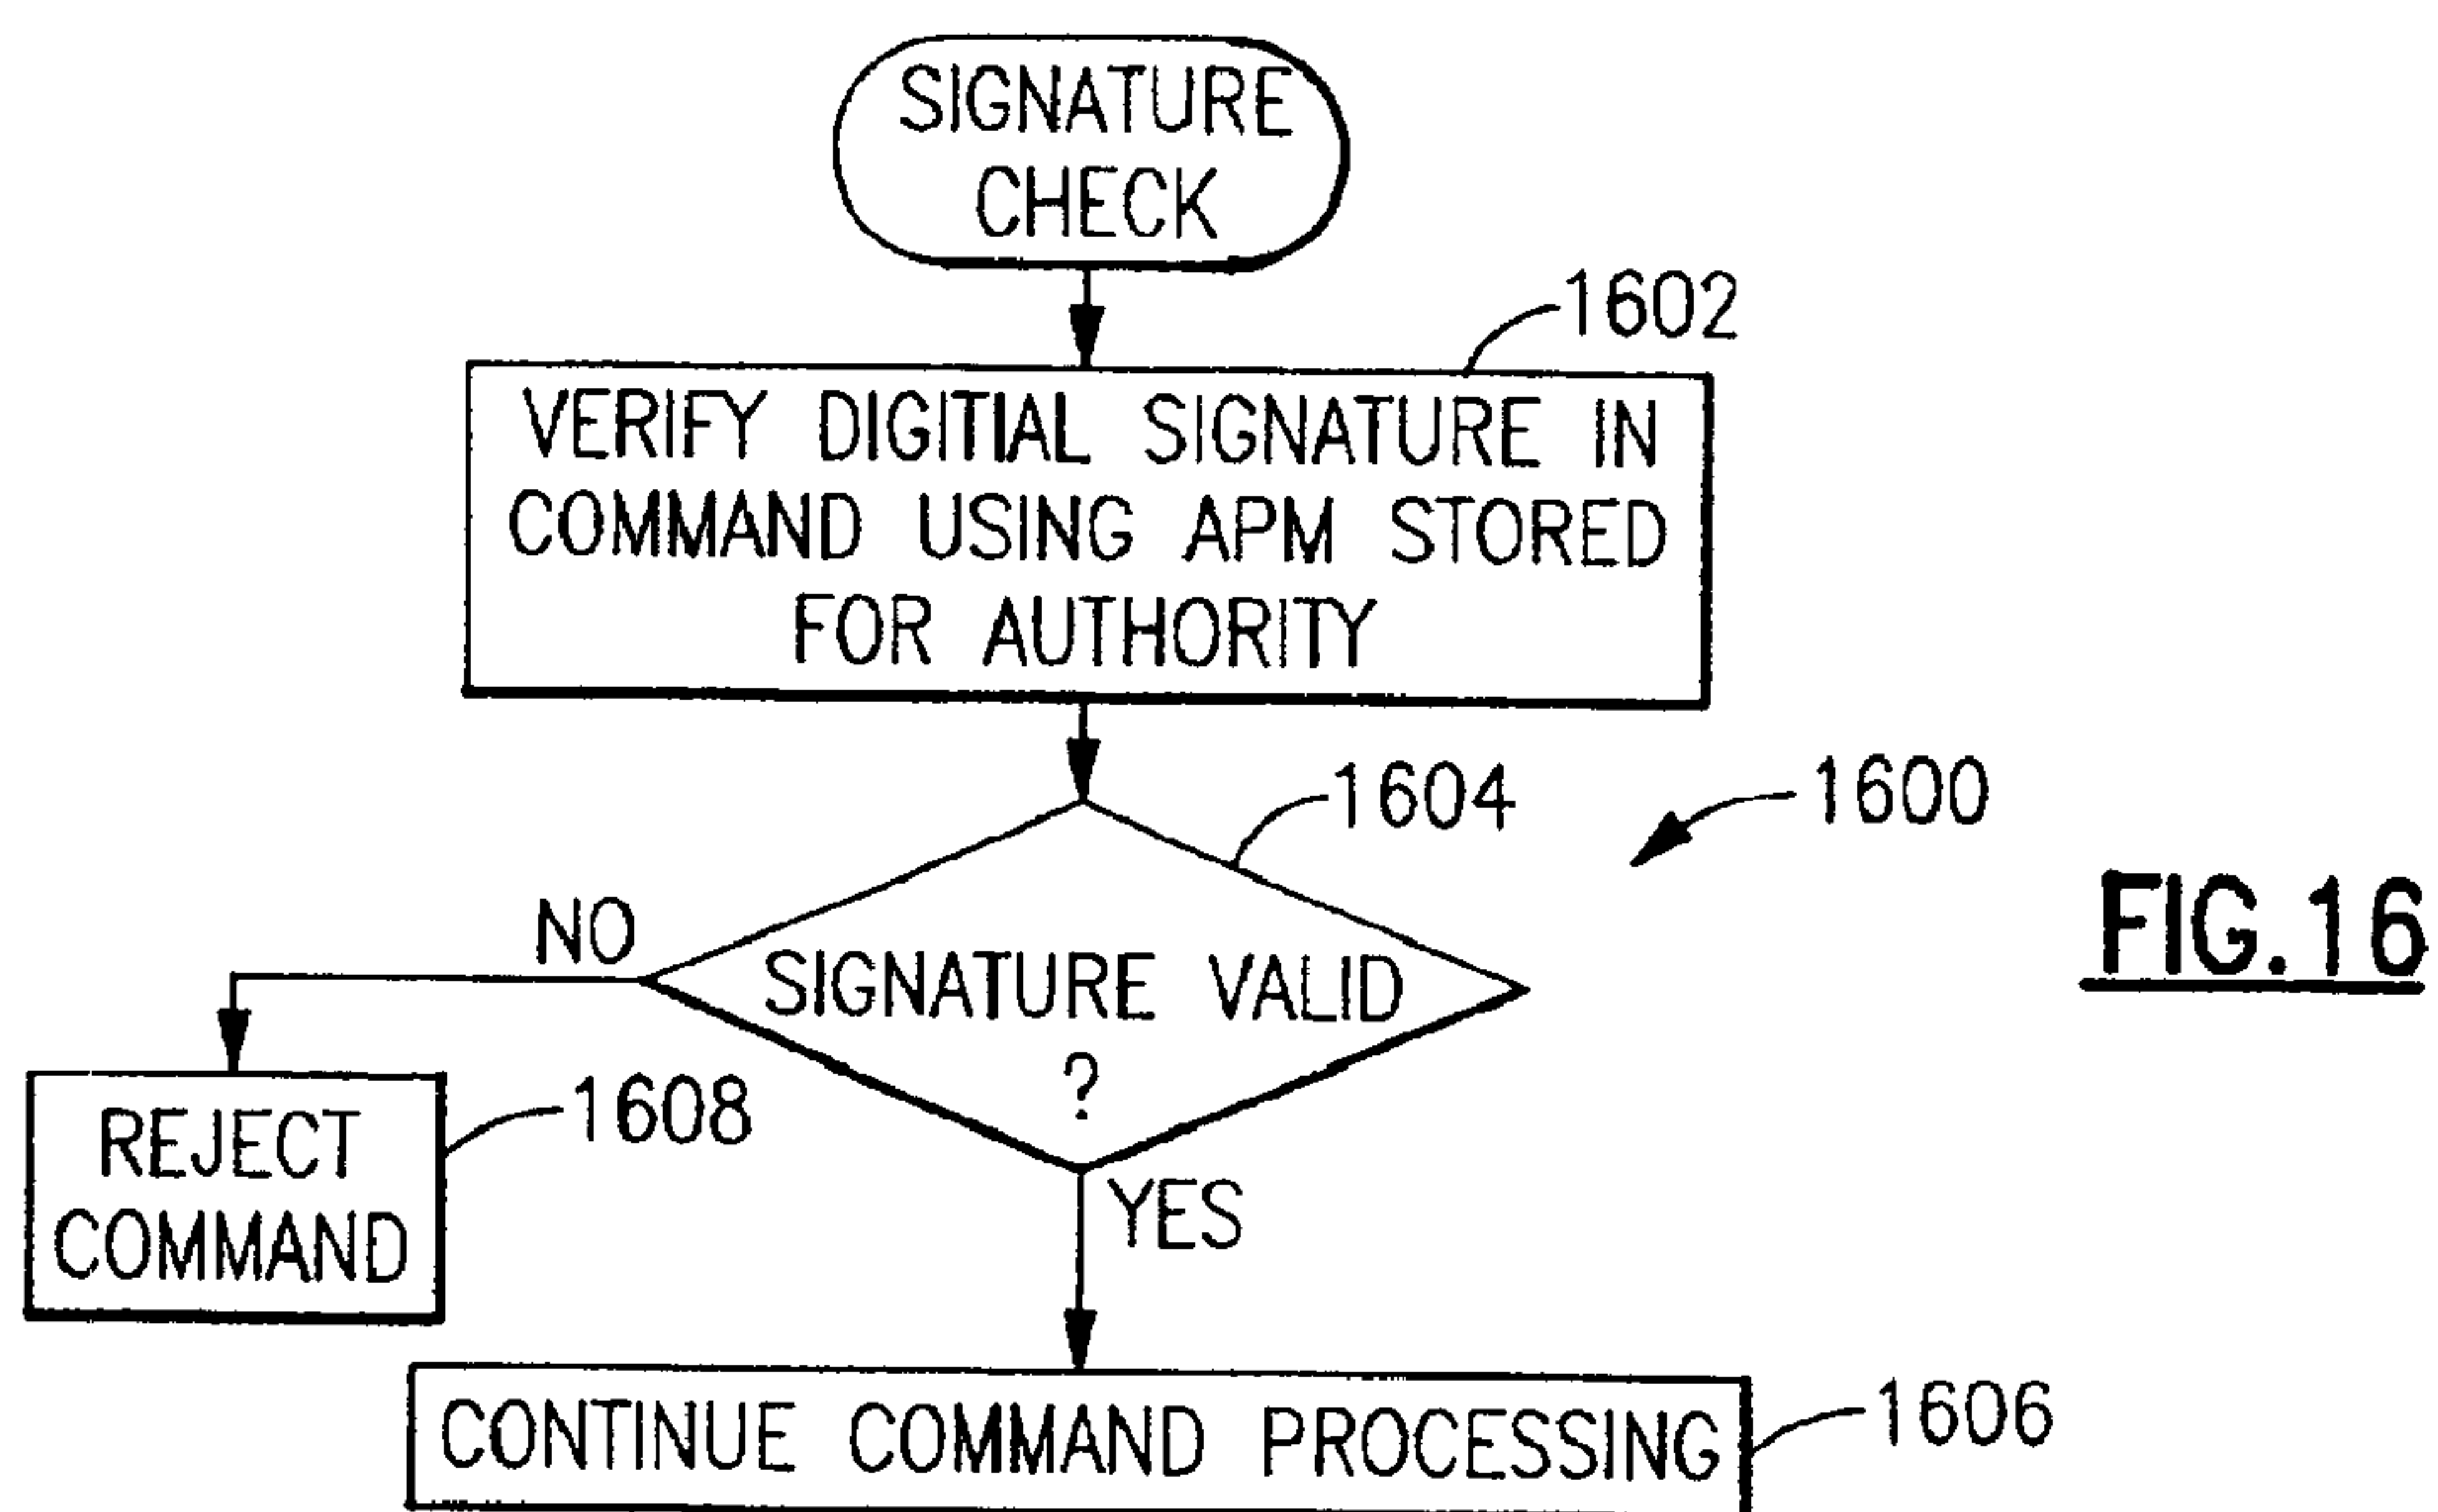 SIGNATURE
CHECK
1602
VERIFY DIGITIAL SIGNATURE IN
COMMAND USING APM STORED
FOR AUTHORITY
1604
1600
FIG.16
NO
SIGNATURE VALID
?
REJECT
COMMAND
1608
YES
CONTINUE COMMAND PROCESSING
1606